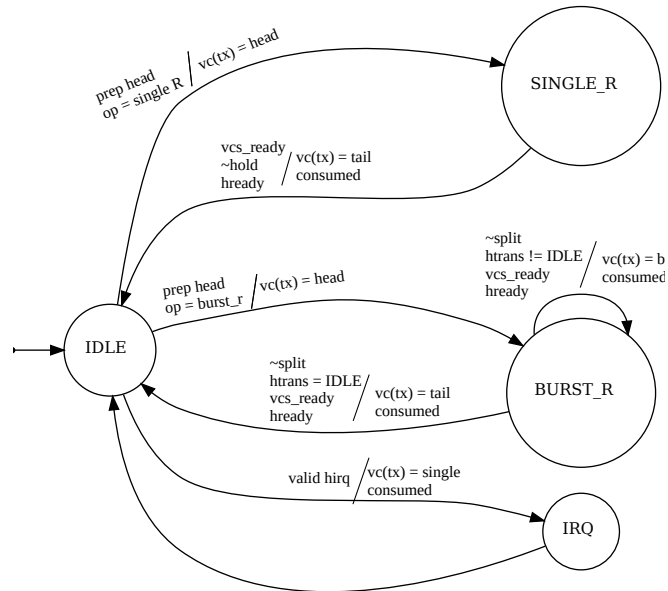 prep head
op = single R
vc(tx) = head
SINGLE_R
vcs_ready
~hold
hready
vc(tx) = tail
consumed
~split
htrans != IDLE
vcs_ready
hready
vc(tx) = b
consumed
prep head
op = burst_r
vc(tx) = head
IDLE
~split
htrans = IDLE
vcs_ready
hready
vc(tx) = tail
consumed
BURST_R
valid hirq
vc(tx) = single
consumed
IRQ